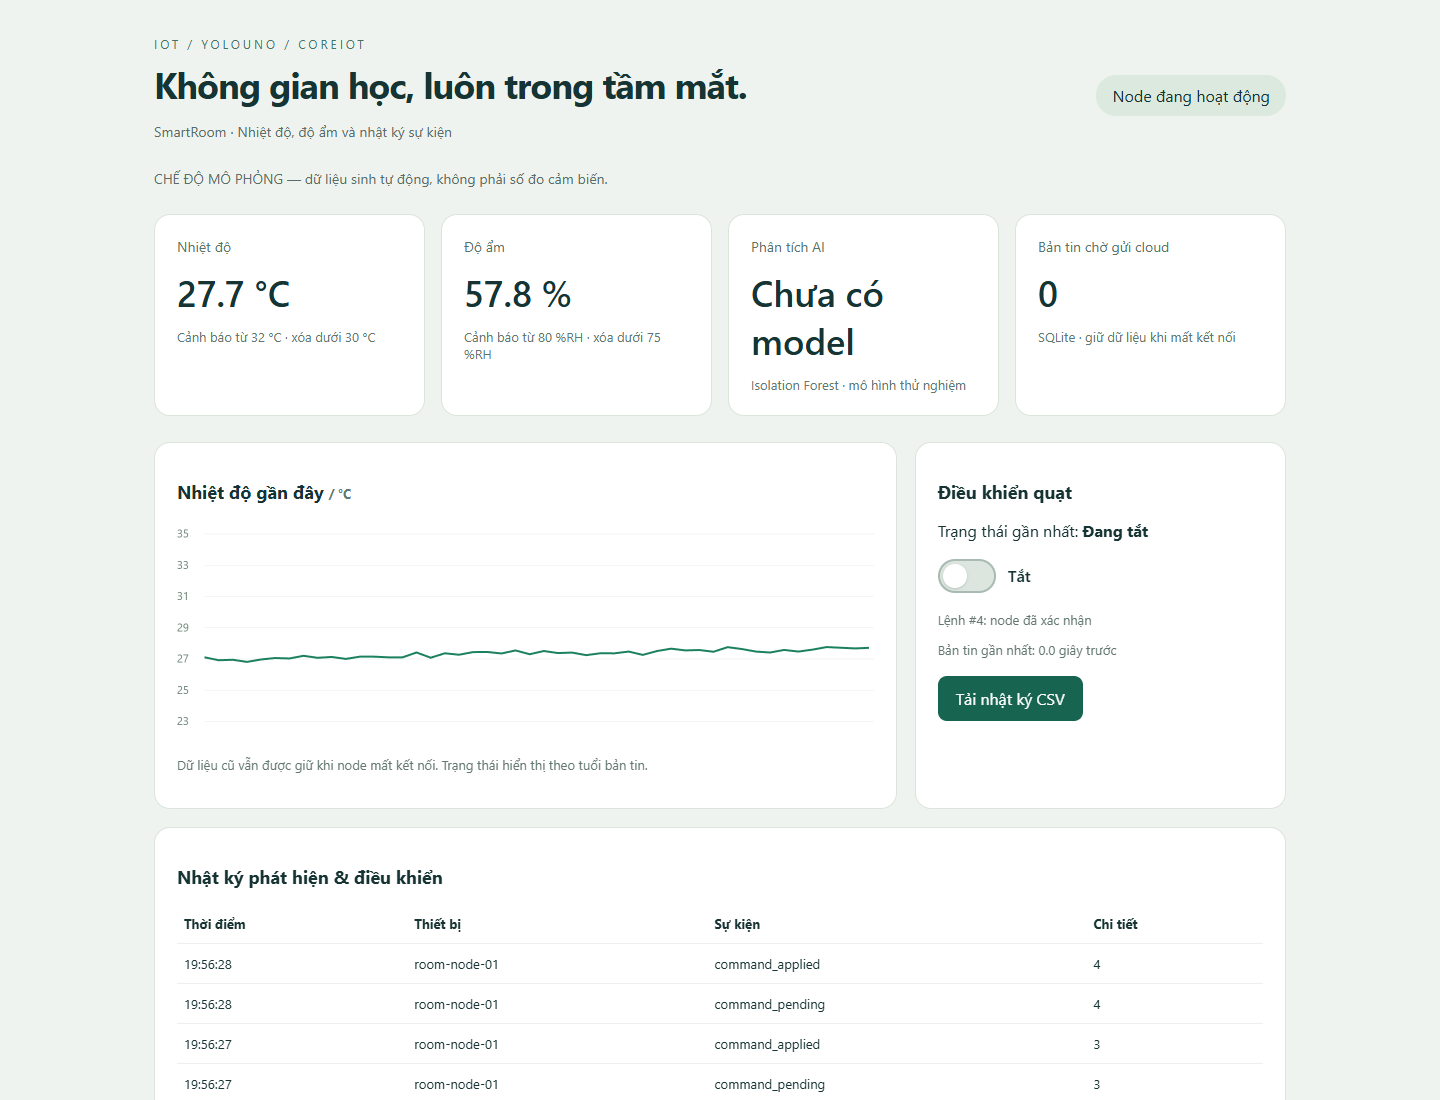 IOT / YOLOUNO / COREIOT
Không gian học, luôn trong tầm mắt.
Node đang hoạt động
SmartRoom · Nhiệt độ, độ ẩm và nhật ký sự kiện
CHẾ ĐỘ MÔ PHỎNG — dữ liệu sinh tự động, không phải số đo cảm biến.
Nhiệt độ
27.7 °C
Cảnh báo từ 32 °C · xóa dưới 30 °C
Độ ẩm
57.8 %
Cảnh báo từ 80 %RH · xóa dưới 75
%RH
Phân tích AI
Chưa có
model
Isolation Forest · mô hình thử nghiệm
Bản tin chờ gửi cloud
0
SQLite · giữ dữ liệu khi mất kết nối
Nhiệt độ gần đây / °C
35
33
31
29
27
25
23
Dữ liệu cũ vẫn được giữ khi node mất kết nối. Trạng thái hiển thị theo tuổi bản tin.
Điều khiển quạt
Trạng thái gần nhất: Đang tắt
Tắt
Lệnh #4: node đã xác nhận
Bản tin gần nhất: 0.0 giây trước
Tải nhật ký CSV
Nhật ký phát hiện & điều khiển
Thời điểm Thiết bị Sự kiện Chi tiết
19:56:28 room-node-01 command_applied 4
19:56:28 room-node-01 command_pending 4
19:56:27 room-node-01 command_applied 3
19:56:27 room-node-01 command_pending 3